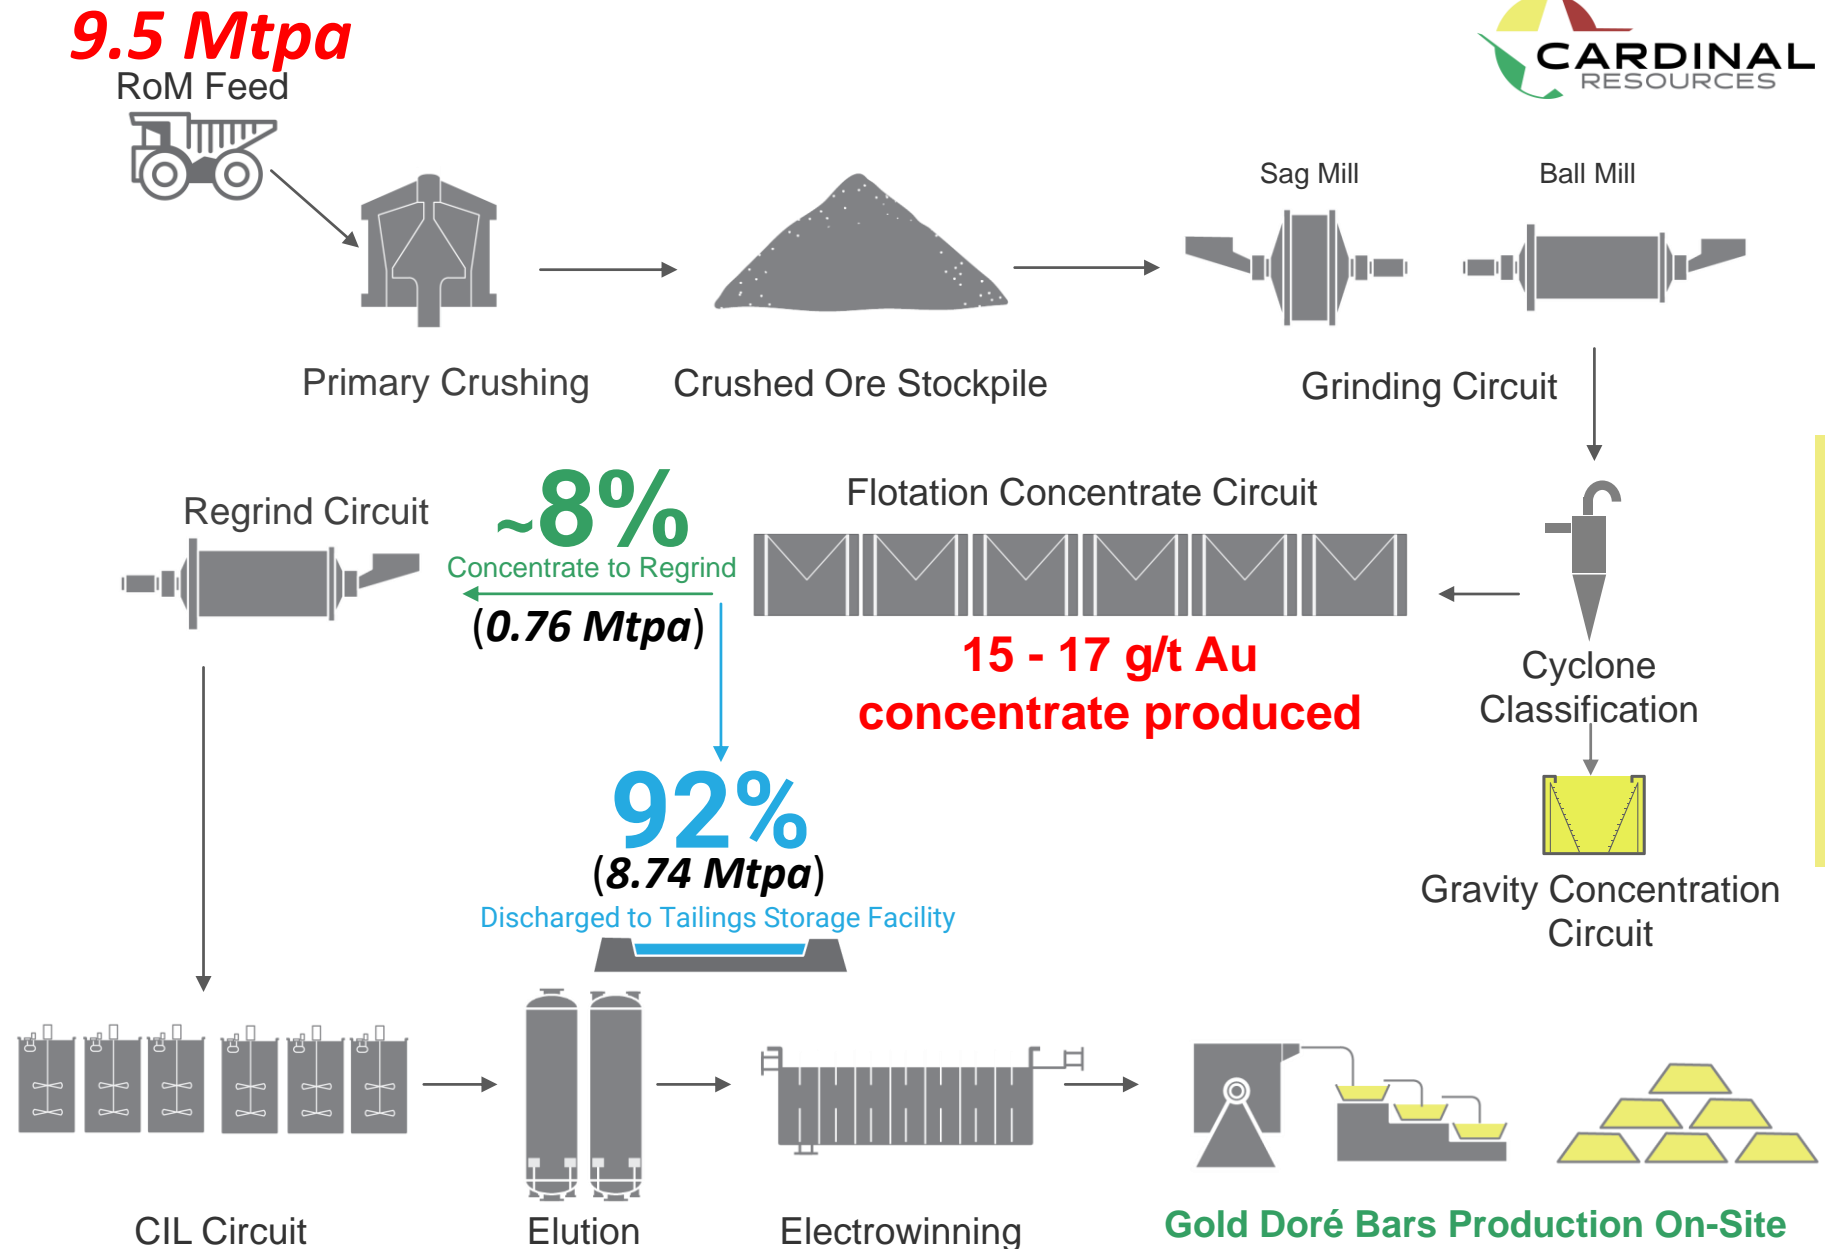 9.5 Mtpa
RoM Feed
CARDINAL
RESOURCES
Sag Mill
Ball Mill
Primary Crushing
Crushed Ore Stockpile
Grinding Circuit
Regrind Circuit
~8%
Concentrate to Regrind
(0.76 Mtpa)
Flotation Concentrate Circuit
15 - 17 g/t Au
concentrate produced
Cyclone
Classification
92%
(8.74 Mtpa)
Discharged to Tailings Storage Facility
Gravity Concentration
Circuit
CIL Circuit
Elution
Electrowinning
Gold Doré Bars Production On-Site